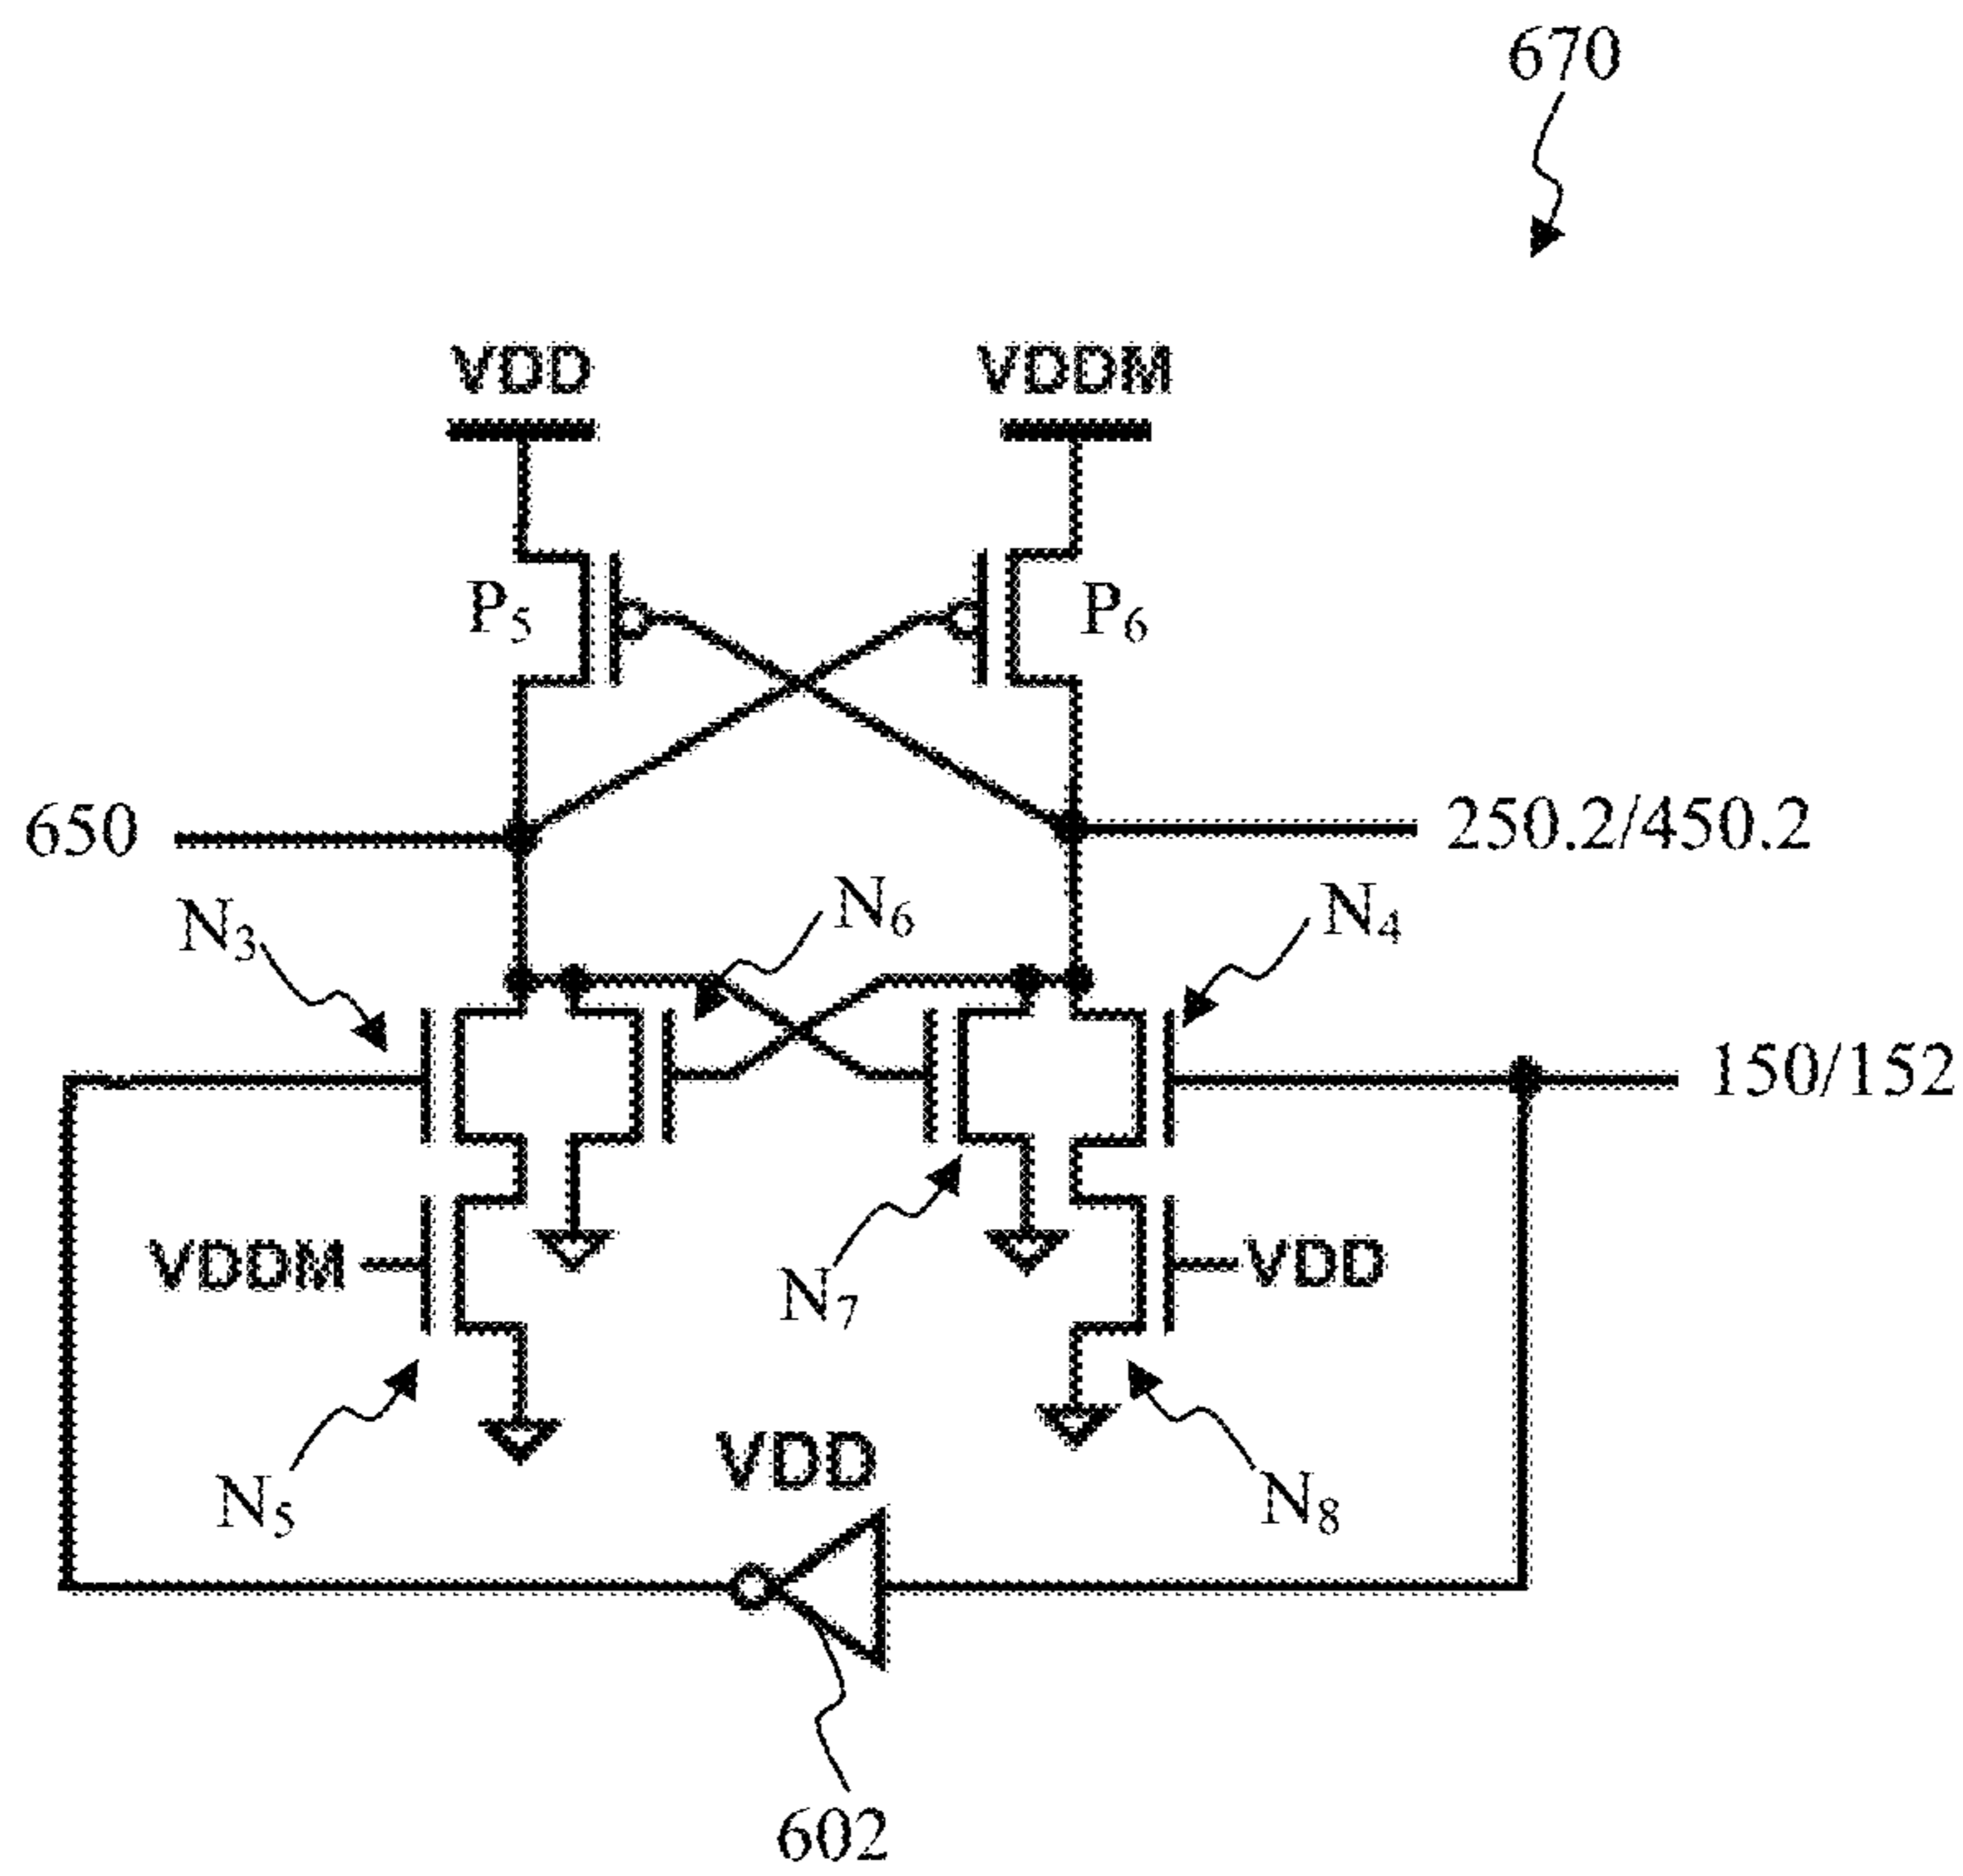 670
VDD VDDM
P5 P6
650 250.2/450.2
N3 N6 N4
150/152
VDDM N7 VDD
N5 VDD N8
602